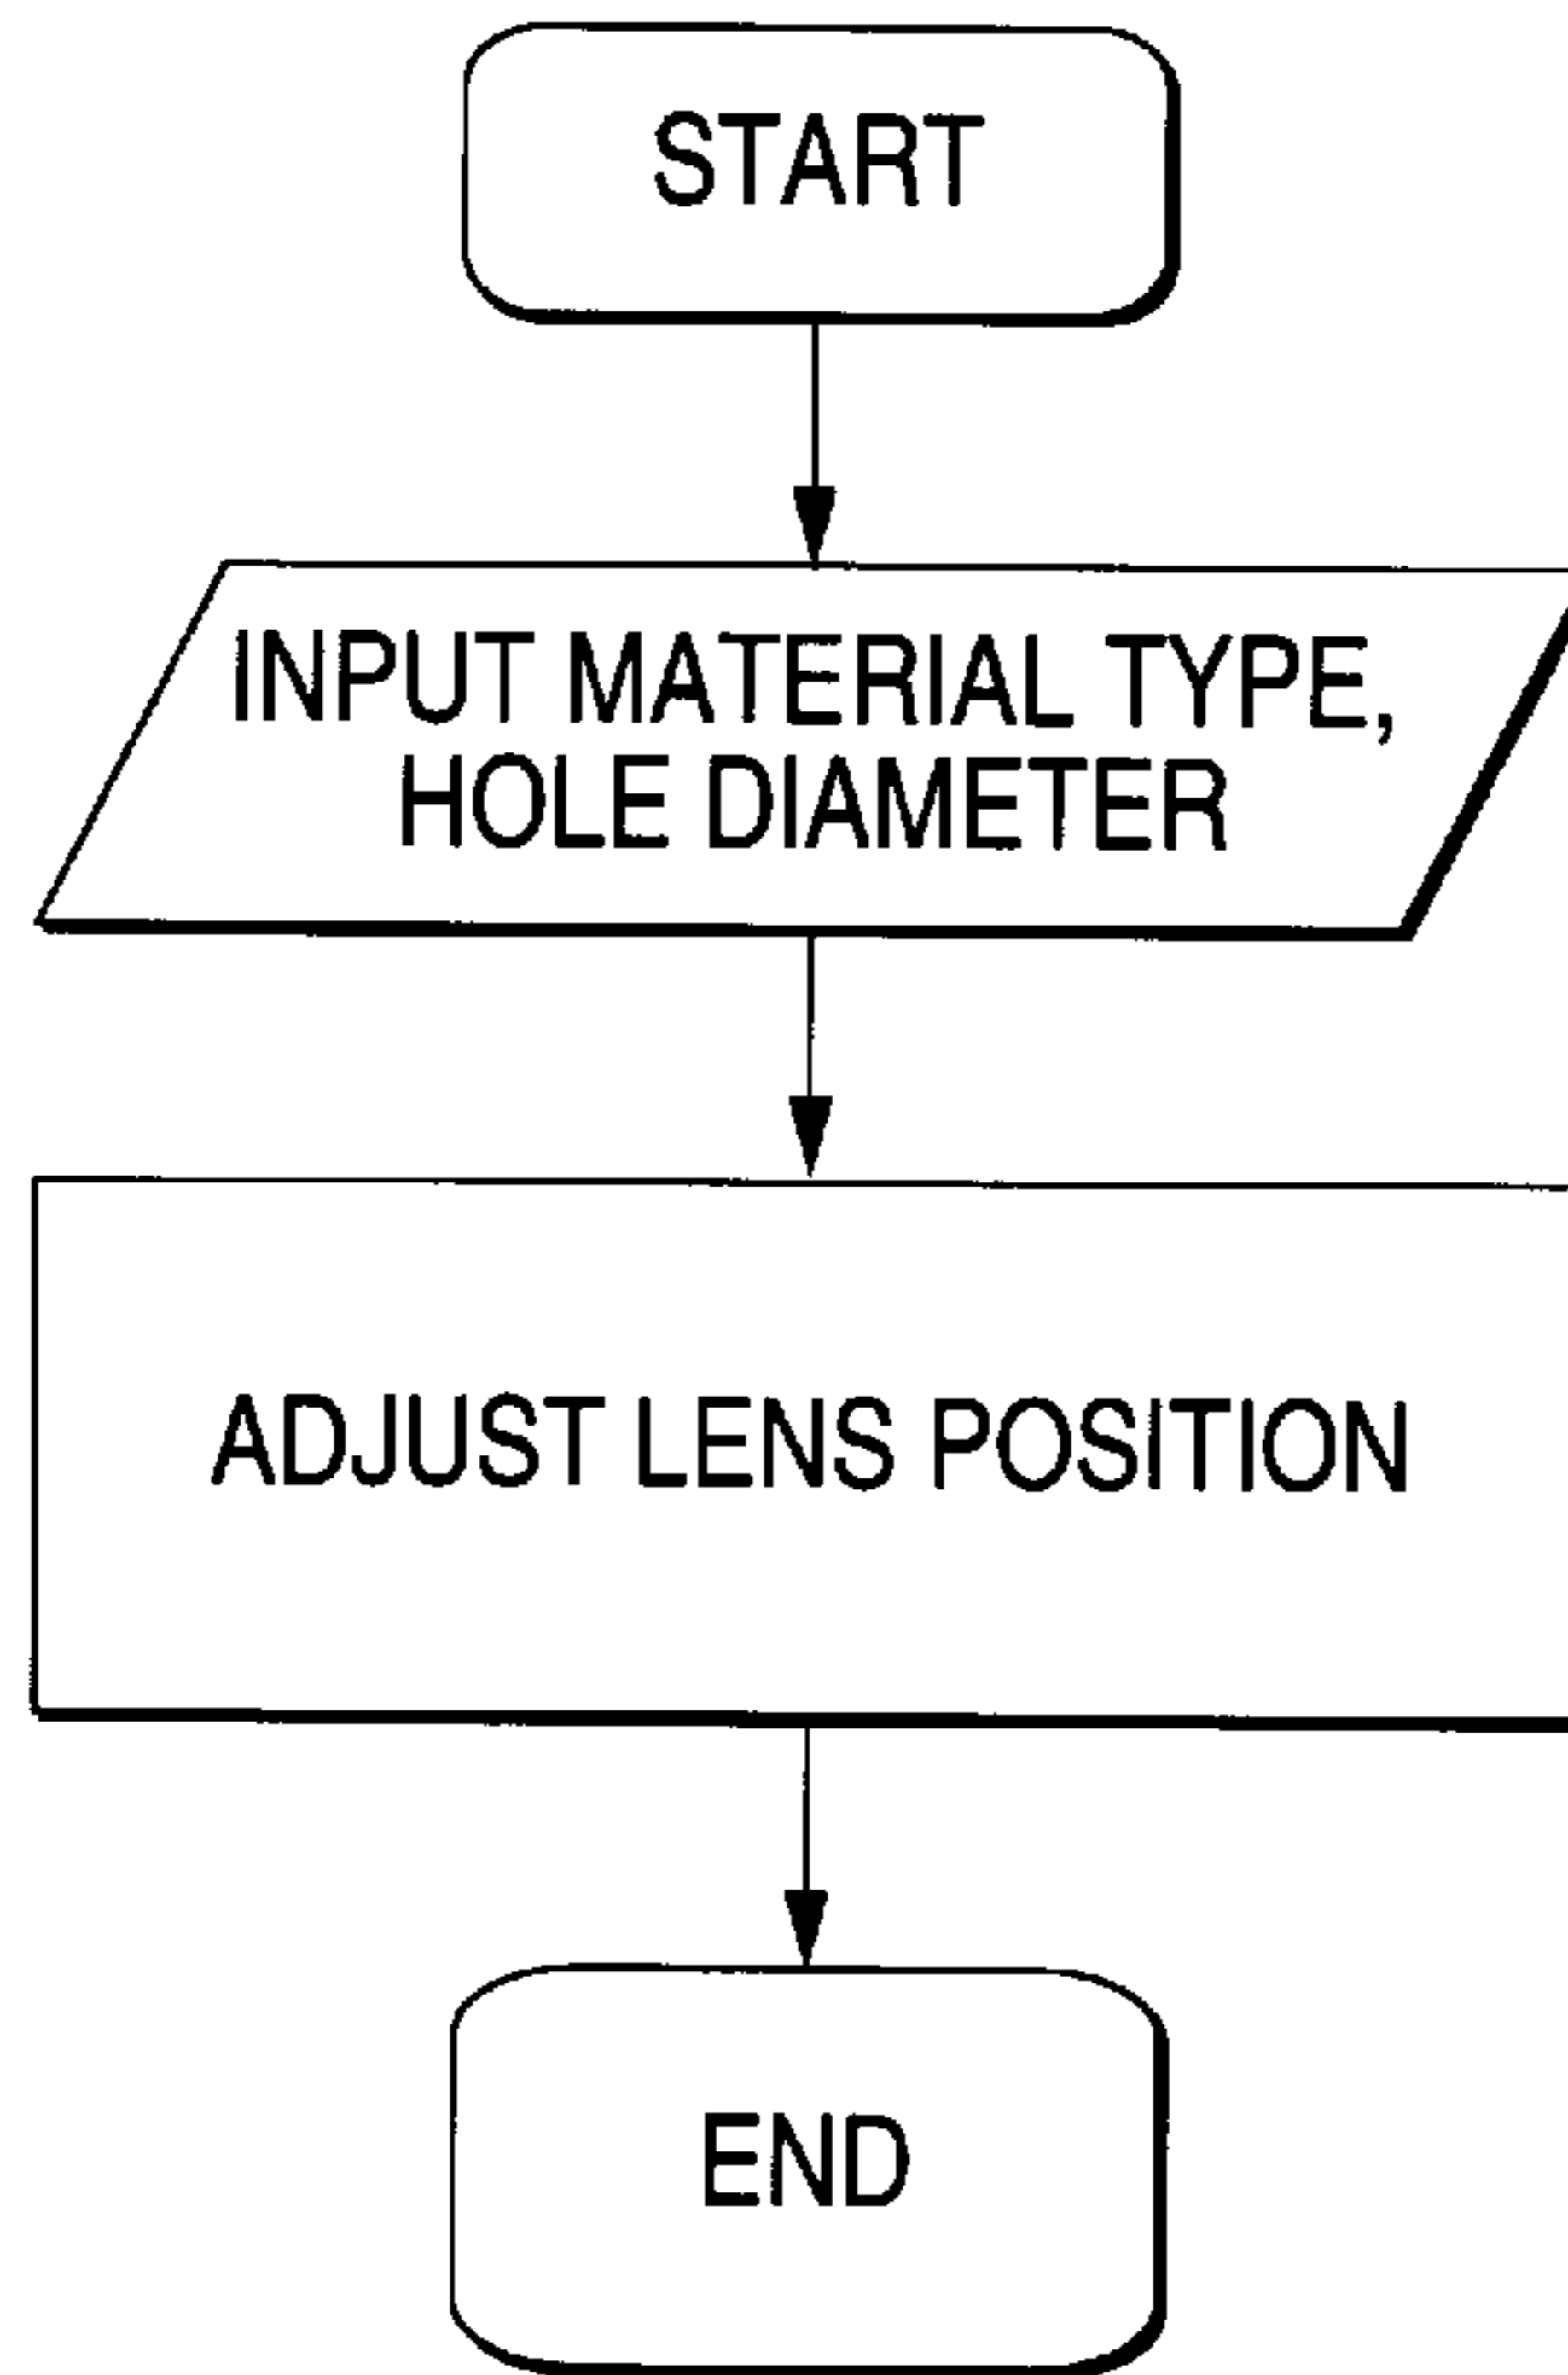 START
INPUT MATERIAL TYPE,
HOLE DIAMETER
ADJUST LENS POSITION
END